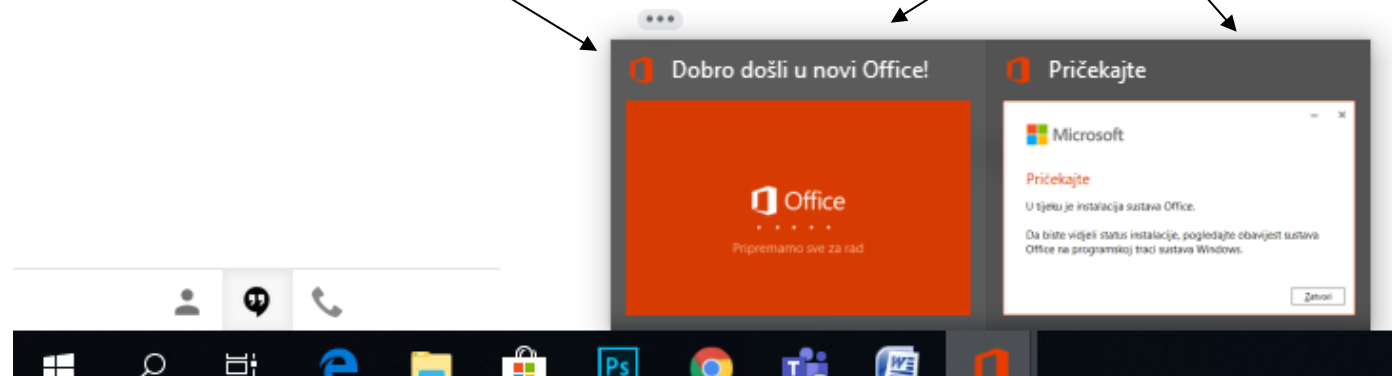 Dobro došli u novi Office!
Pričekajte
Office
Pripremamo sve za rad
Microsoft
Pričekajte
U tijeku je instalacija sustava Office.
Da biste vidjeli status instalacije, pogledajte obavijest sustava
Office na programskoj traci sustava Windows.
Zatvori
Ps